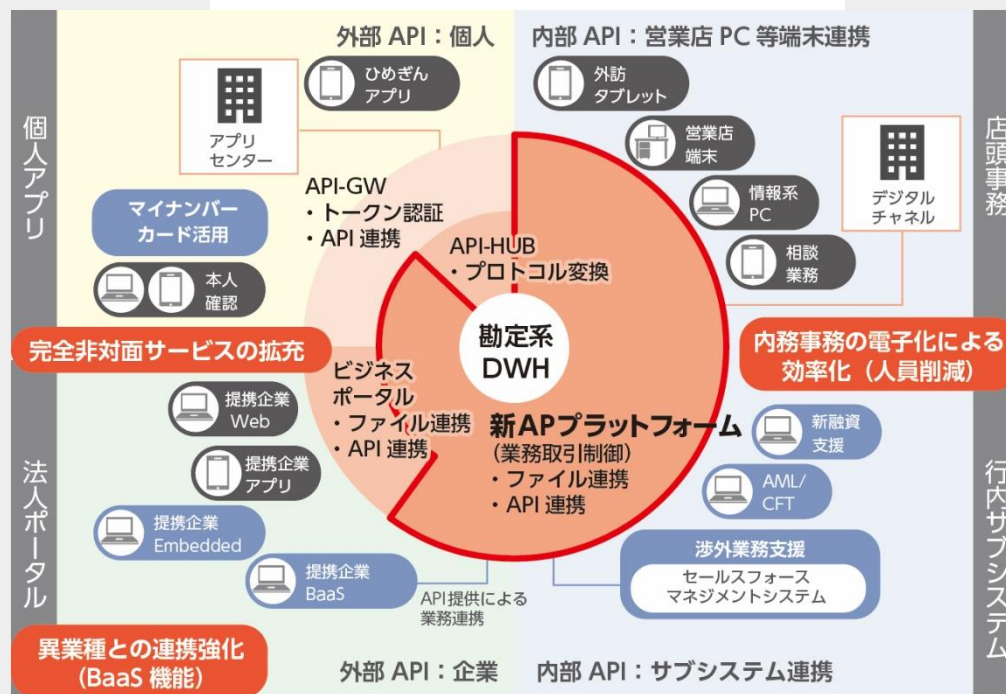 外部 API：個人
内部 API：営業店 PC 等端末連携
個人アプリ
店頭事務
アプリ
センター
ひめぎん
アプリ
外訪
タブレット
営業店
端末
情報系
PC
相談
業務
デジタル
チャネル
マイナンバー
カード活用
本人
確認
API-GW
・トークン認証
・API 連携
API-HUB
・プロトコル変換
勘定系
DWH
完全非対面サービスの拡充
内務事務の電子化による
効率化（人員削減）
ビジネス
ポータル
・ファイル連携
・API 連携
新APプラットフォーム
(業務取引制御)
・ファイル連携
・API 連携
法人ポータル
行内サブシステム
提携企業
Web
提携企業
アプリ
提携企業
Embedded
提携企業
BaaS
API提供による
業務連携
新融資
支援
AML/
CFT
渉外業務支援
セールスフォース
マネジメントシステム
異業種との連携強化
(BaaS 機能)
外部 API：企業
内部 API：サブシステム連携